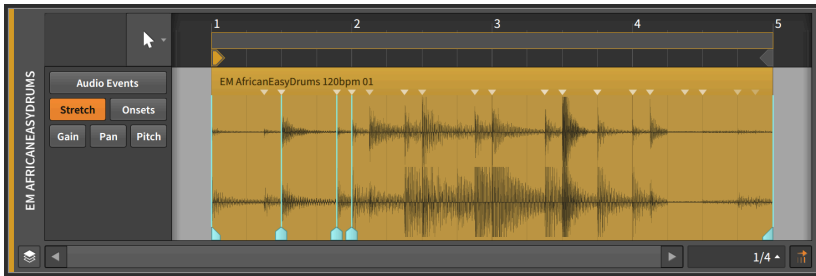 1 2 3 4 5
EM AFRICANEASYDRUMS
Audio Events
EM AfricanEasyDrums 120bpm 01
Stretch Onsets
Gain Pan Pitch
1/4